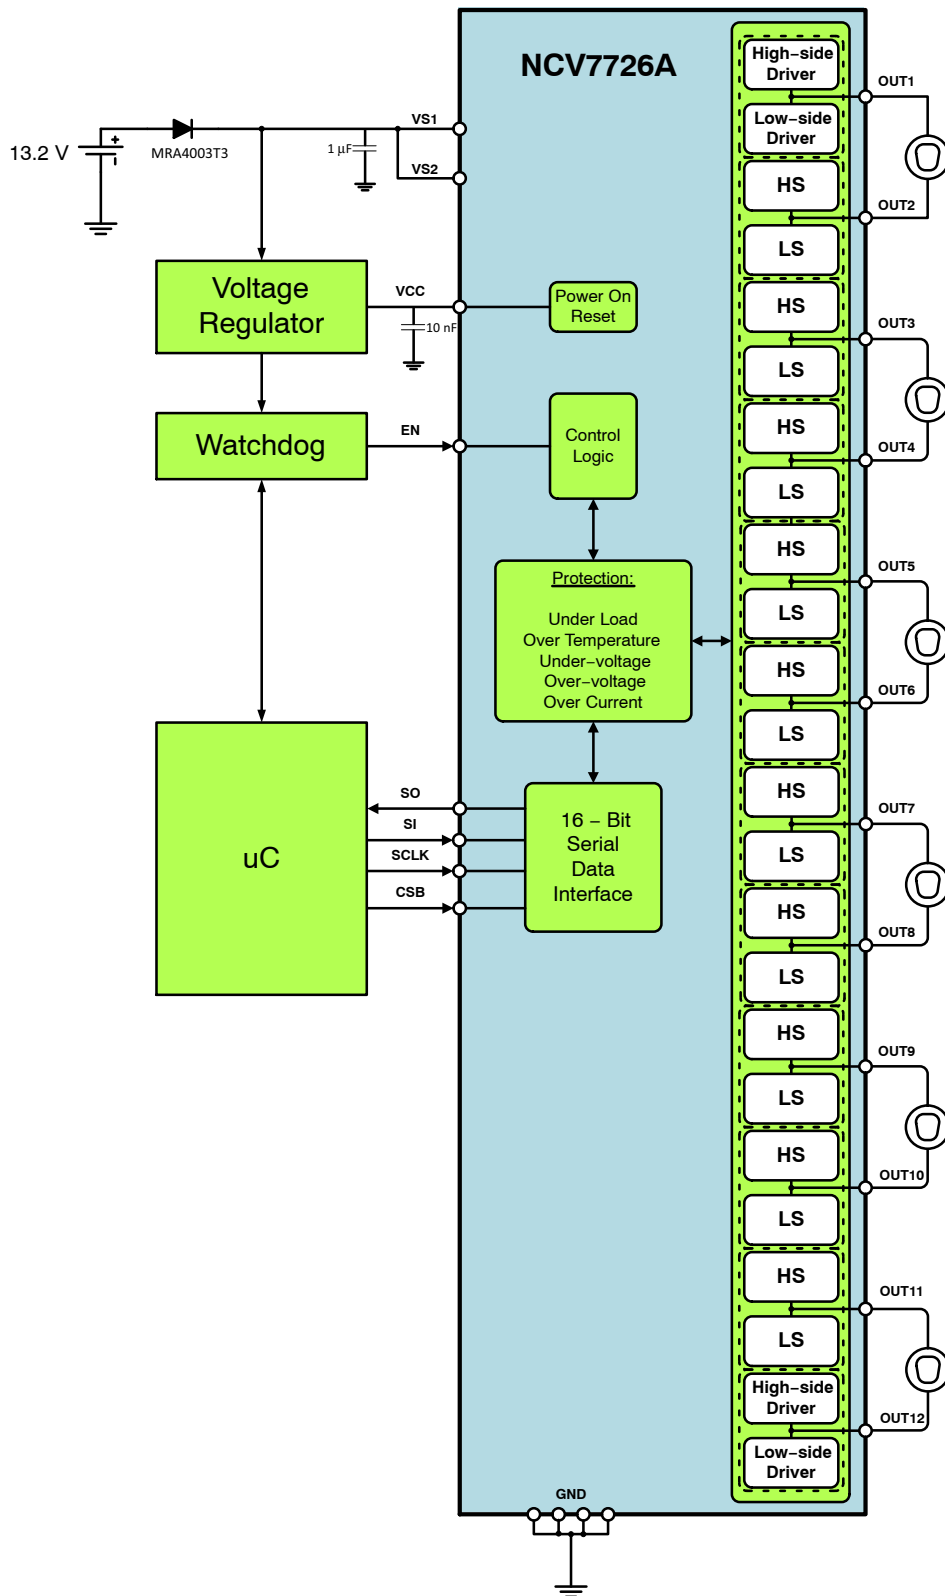 NCV7726A
High-side
Driver
OUT1
Low-side
Driver
VS1
13.2 V
MRA4003T3
1 µF
VS2
HS
OUT2
LS
Voltage
Regulator
VCC
10 nF
Power On
Reset
HS
OUT3
LS
Watchdog
EN
Control
Logic
HS
OUT4
LS
HS
OUT5
Protection:
Under Load
Over Temperature
Under-voltage
Over-voltage
Over Current
LS
HS
OUT6
LS
uC
SO
SI
SCLK
CSB
16 - Bit
Serial
Data
Interface
HS
OUT7
LS
HS
OUT8
LS
HS
OUT9
LS
HS
OUT10
LS
HS
OUT11
LS
High-side
Driver
OUT12
Low-side
Driver
GND